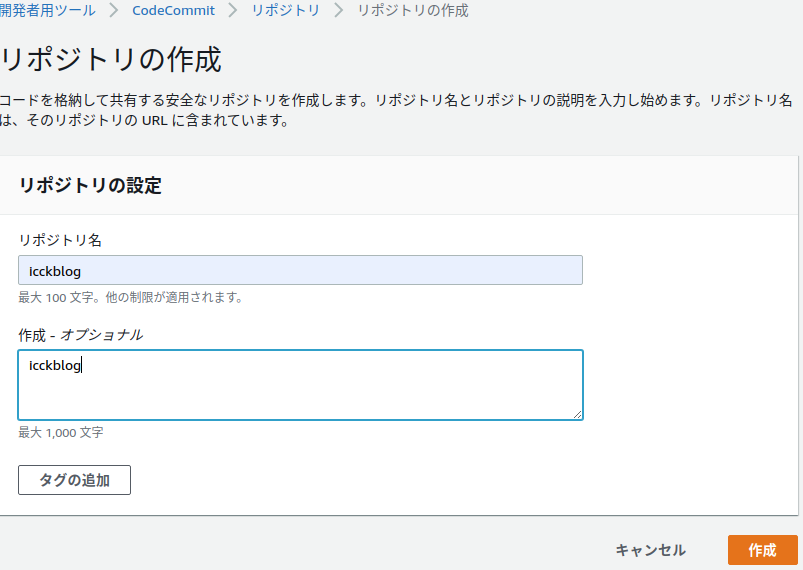 開発者用ツール > CodeCommit > リポジトリ > リポジトリの作成
リポジトリの作成
コードを格納して共有する安全なリポジトリを作成します。リポジトリ名とリポジトリの説明を入力し始めます。リポジトリ名
は、そのリポジトリの URL に含まれています。
リポジトリの設定
リポジトリ名
icckblog
最大 100 文字。他の制限が適用されます。
作成 - オプショナル
icckblog
最大 1,000 文字
タグの追加
キャンセル 作成